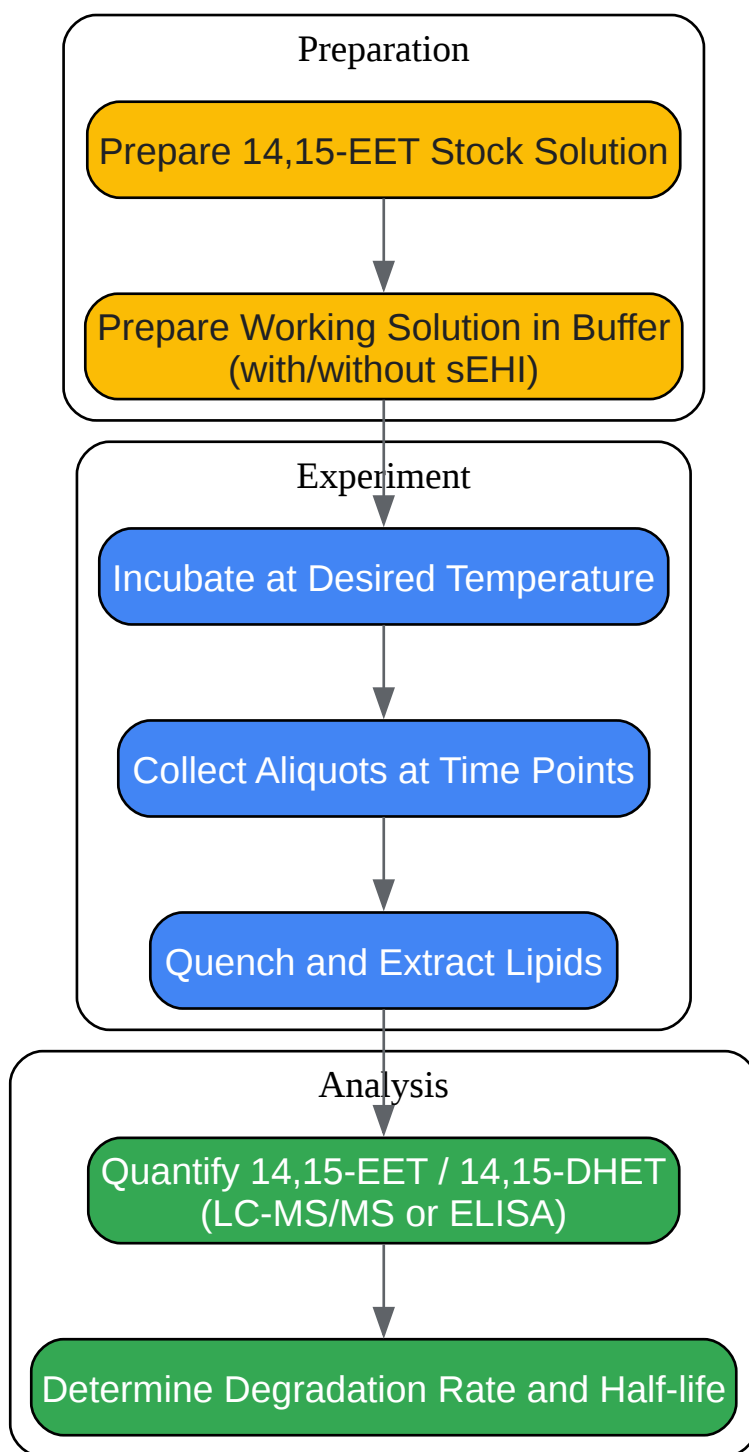 Preparation
Prepare 14,15-EET Stock Solution
Prepare Working Solution in Buffer
(with/without sEHI)
Experiment
Incubate at Desired Temperature
Collect Aliquots at Time Points
Quench and Extract Lipids
Analysis
Quantify 14,15-EET / 14,15-DHET
(LC-MS/MS or ELISA)
Determine Degradation Rate and Half-life